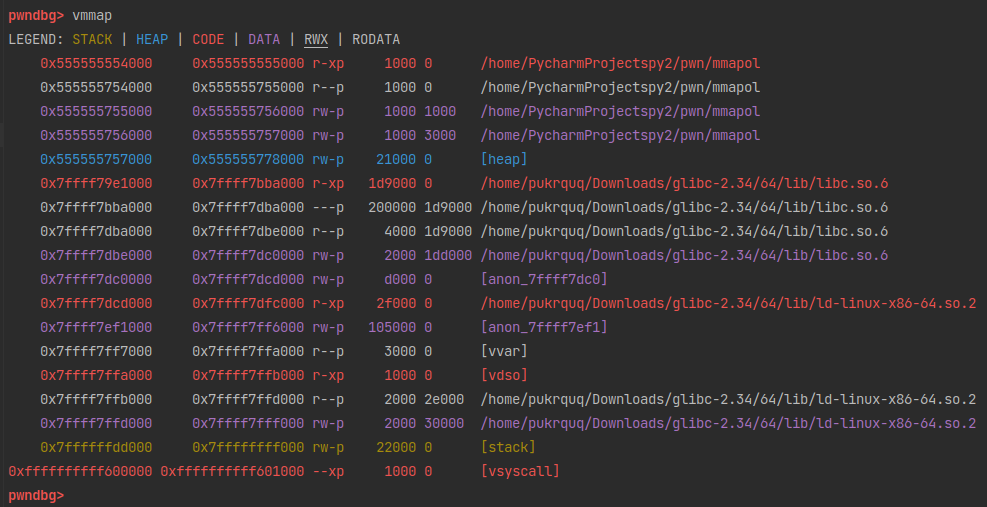 pwndbg> vmmap
LEGEND: STACK | HEAP | CODE | DATA | RWX | RODATA
0x555555554000 0x555555555000 r-xp 1000 0 /home/PycharmProjectspy2/pwn/mmapol
0x555555754000 0x555555755000 r--p 1000 0 /home/PycharmProjectspy2/pwn/mmapol
0x555555755000 0x555555756000 rw-p 1000 1000 /home/PycharmProjectspy2/pwn/mmapol
0x555555756000 0x555555757000 rw-p 1000 3000 /home/PycharmProjectspy2/pwn/mmapol
0x555555757000 0x555555778000 rw-p 21000 0 [heap]
0x7ffff79e1000 0x7ffff7bba000 r-xp 1d9000 0 /home/pukrquq/Downloads/glibc-2.34/64/lib/libc.so.6
0x7ffff7bba000 0x7ffff7dba000 ---p 200000 1d9000 /home/pukrquq/Downloads/glibc-2.34/64/lib/libc.so.6
0x7ffff7dba000 0x7ffff7dbe000 r--p 4000 1d9000 /home/pukrquq/Downloads/glibc-2.34/64/lib/libc.so.6
0x7ffff7dbe000 0x7ffff7dc0000 rw-p 2000 1dd000 /home/pukrquq/Downloads/glibc-2.34/64/lib/libc.so.6
0x7ffff7dc0000 0x7ffff7dcd000 rw-p d000 0 [anon_7ffff7dc0]
0x7ffff7dcd000 0x7ffff7dfc000 r-xp 2f000 0 /home/pukrquq/Downloads/glibc-2.34/64/lib/ld-linux-x86-64.so.2
0x7ffff7ef1000 0x7ffff7ff6000 rw-p 105000 0 [anon_7ffff7ef1]
0x7ffff7ff7000 0x7ffff7ffa000 r--p 3000 0 [vvar]
0x7ffff7ffa000 0x7ffff7ffb000 r-xp 1000 0 [vdso]
0x7ffff7ffb000 0x7ffff7ffd000 r--p 2000 2e000 /home/pukrquq/Downloads/glibc-2.34/64/lib/ld-linux-x86-64.so.2
0x7ffff7ffd000 0x7ffff7fff000 rw-p 2000 30000 /home/pukrquq/Downloads/glibc-2.34/64/lib/ld-linux-x86-64.so.2
0x7ffffffdd000 0x7ffffffff000 rw-p 22000 0 [stack]
0xffffffffff600000 0xffffffffff601000 --xp 1000 0 [vsyscall]
pwndbg>